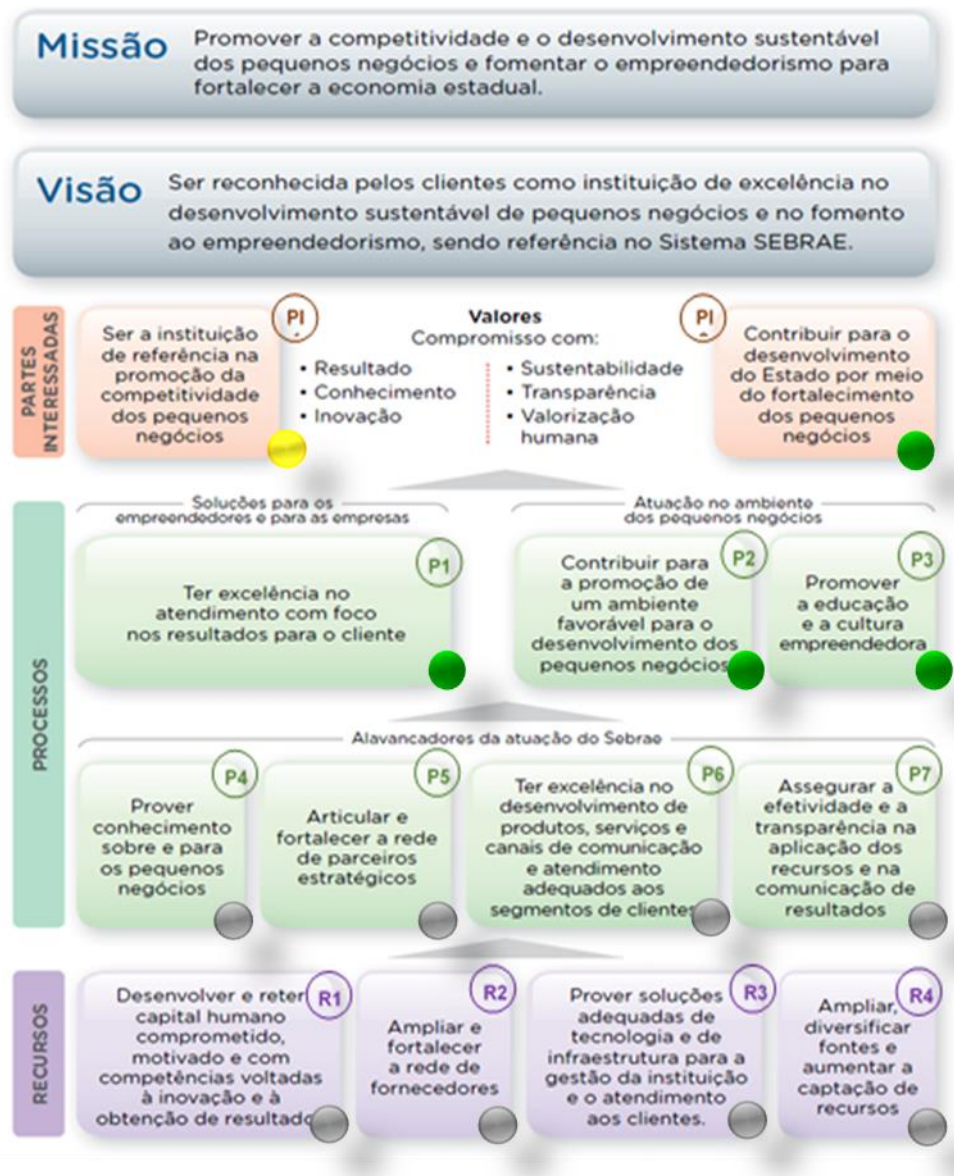 Missão
Promover a competitividade e o desenvolvimento sustentável
dos pequenos negócios e fomentar o empreendedorismo para
fortalecer a economia estadual.
Visão
Ser reconhecida pelos clientes como instituição de excelência no
desenvolvimento sustentável de pequenos negócios e no fomento
ao empreendedorismo, sendo referência no Sistema SEBRAE.
PARTES
INTERESSADAS
Ser a instituição
de referência na
promoção da
competitividade
dos pequenos
negócios
PI
Valores
Compromisso com:
• Resultado
• Conhecimento
• Inovação
• Sustentabilidade
• Transparência
• Valorização
humana
PI
Contribuir para o
desenvolvimento
do Estado por meio
do fortalecimento
dos pequenos
negócios
PROCESSOS
Soluções para os
empreendedores e para as empresas
Atuação no ambiente
dos pequenos negócios
P1
Ter excelência no
atendimento com foco
nos resultados para o cliente
P2
Contribuir para
a promoção de
um ambiente
favorável para o
desenvolvimento dos
pequenos negócios
P3
Promover
a educação
e a cultura
empreendedora
Alavancadores da atuação do Sebrae
P4
Prover
conhecimento
sobre e para
os pequenos
negócios
P5
Articular e
fortalecer a rede
de parceiros
estratégicos
P6
Ter excelência no
desenvolvimento de
produtos, serviços e
canais de comunicação
e atendimento
adequados aos
segmentos de clientes
P7
Assegurar a
efetividade e a
transparência na
aplicação dos
recursos e na
comunicação de
resultados
RECURSOS
R1
Desenvolver e reter
capital humano
comprometido,
motivado e com
competências voltadas
à inovação e à
obtenção de
R2
Ampliar e
fortalecer
a rede de
fornecedores
R3
Prover soluções
adequadas de
tecnologia e de
infraestrutura para a
gestão da instituição
e o atendimento
aos clientes.
R4
Ampliar,
diversificar
fontes e
aumentar a
captação de
recursos